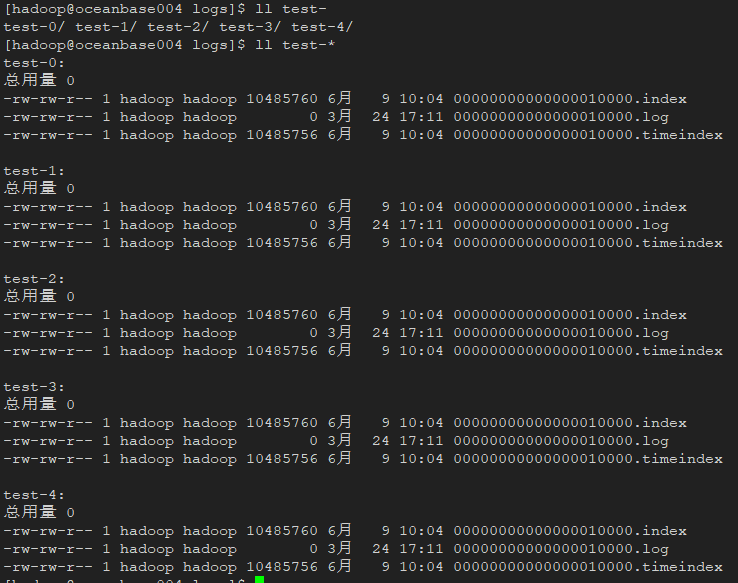 [hadoop@oceanbase004 logs]$ ll test-
test-0/ test-1/ test-2/ test-3/ test-4/
[hadoop@oceanbase004 logs]$ ll test-*
test-0:
总用量 0
-rw-rw-r-- 1 hadoop hadoop 10485760 6月   9 10:04 00000000000000010000.index
-rw-rw-r-- 1 hadoop hadoop        0 3月  24 17:11 00000000000000010000.log
-rw-rw-r-- 1 hadoop hadoop 10485756 6月   9 10:04 00000000000000010000.timeindex

test-1:
总用量 0
-rw-rw-r-- 1 hadoop hadoop 10485760 6月   9 10:04 00000000000000010000.index
-rw-rw-r-- 1 hadoop hadoop        0 3月  24 17:11 00000000000000010000.log
-rw-rw-r-- 1 hadoop hadoop 10485756 6月   9 10:04 00000000000000010000.timeindex

test-2:
总用量 0
-rw-rw-r-- 1 hadoop hadoop 10485760 6月   9 10:04 00000000000000010000.index
-rw-rw-r-- 1 hadoop hadoop        0 3月  24 17:11 00000000000000010000.log
-rw-rw-r-- 1 hadoop hadoop 10485756 6月   9 10:04 00000000000000010000.timeindex

test-3:
总用量 0
-rw-rw-r-- 1 hadoop hadoop 10485760 6月   9 10:04 00000000000000010000.index
-rw-rw-r-- 1 hadoop hadoop        0 3月  24 17:11 00000000000000010000.log
-rw-rw-r-- 1 hadoop hadoop 10485756 6月   9 10:04 00000000000000010000.timeindex

test-4:
总用量 0
-rw-rw-r-- 1 hadoop hadoop 10485760 6月   9 10:04 00000000000000010000.index
-rw-rw-r-- 1 hadoop hadoop        0 3月  24 17:11 00000000000000010000.log
-rw-rw-r-- 1 hadoop hadoop 10485756 6月   9 10:04 00000000000000010000.timeindex